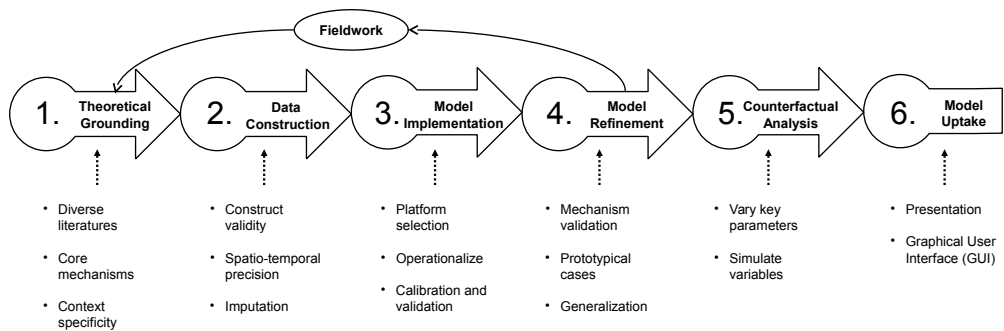 Fieldwork
1.
Theoretical
Grounding
2.
Data
Construction
3.
Model
Implementation
4.
Model
Refinement
5.
Counterfactual
Analysis
6.
Model
Uptake
• Diverse
literatures
• Core
mechanisms
• Context
specificity
• Construct
validity
• Spatio-temporal
precision
• Imputation
• Platform
selection
• Operationalize
• Calibration and
validation
• Mechanism
validation
• Prototypical
cases
• Generalization
• Vary key
parameters
• Simulate
variables
• Presentation
• Graphical User
Interface (GUI)